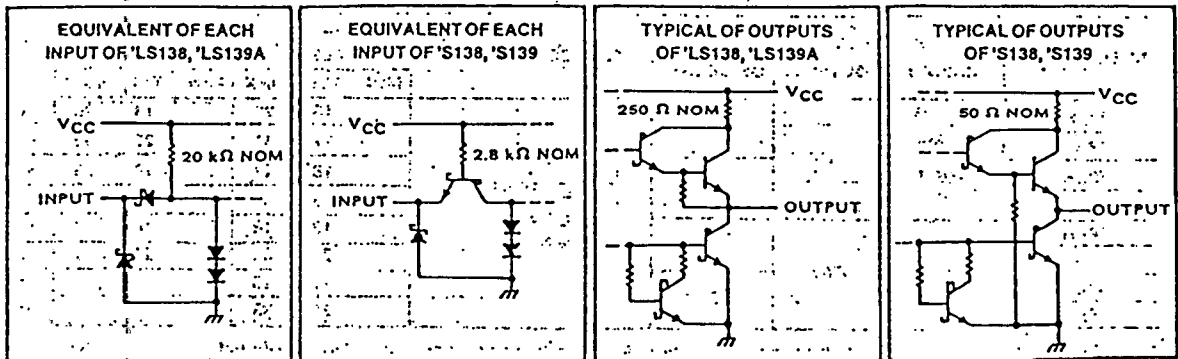 EQUIVALENT OF EACH
INPUT OF 'LS138, 'LS139A
VCC
20 kΩ NOM
INPUT
EQUIVALENT OF EACH
INPUT OF 'S138, 'S139
VCC
2.8 kΩ NOM
INPUT
TYPICAL OF OUTPUTS
OF 'LS138, 'LS139A
VCC
250 Ω NOM
OUTPUT
TYPICAL OF OUTPUTS
OF 'S138, 'S139
VCC
50 Ω NOM
OUTPUT